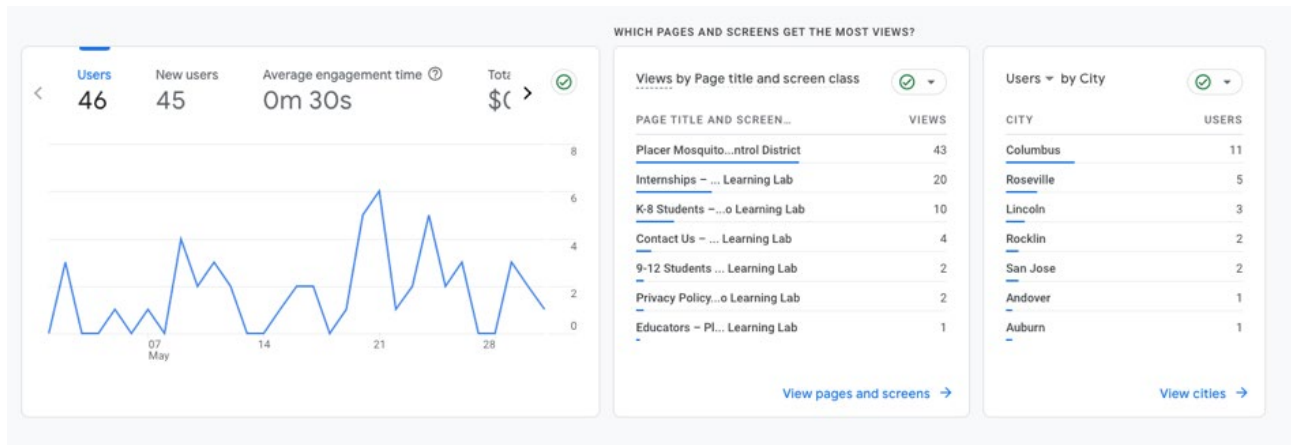 WHICH PAGES AND SCREENS GET THE MOST VIEWS?
Users New users Average engagement time Tota
46 45 0m 30s $0
8
6
4
2
0
07 14 21 28
May
Views by Page title and screen class
PAGE TITLE AND SCREEN... VIEWS
Placer Mosquito...ntrol District 43
Internships – ... Learning Lab 20
K-8 Students –...o Learning Lab 10
Contact Us – ... Learning Lab 4
9-12 Students ... Learning Lab 2
Privacy Policy...o Learning Lab 2
Educators – Pl... Learning Lab 1
View pages and screens
Users by City
CITY USERS
Columbus 11
Roseville 5
Lincoln 3
Rocklin 2
San Jose 2
Andover 1
Auburn 1
View cities